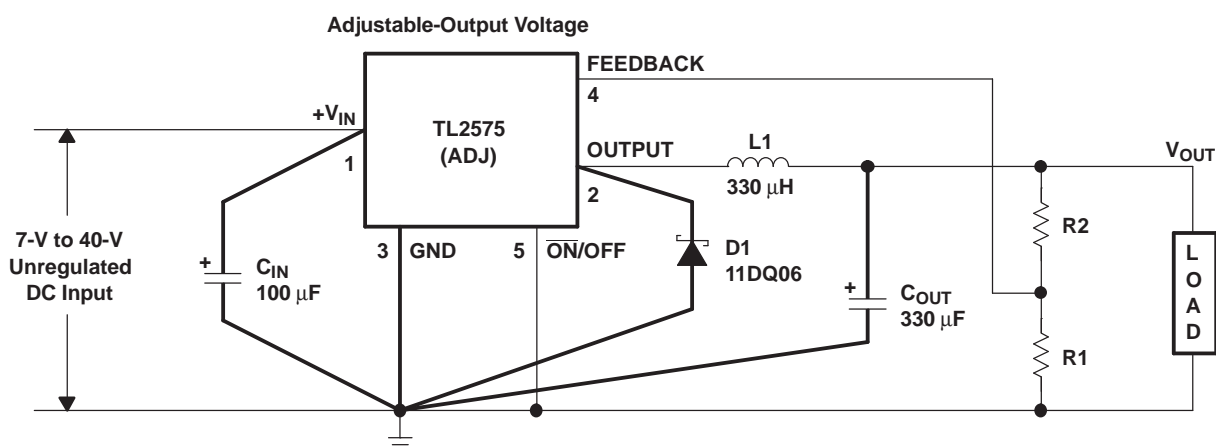 Adjustable-Output Voltage
FEEDBACK
4
+VIN
TL2575
(ADJ)
1
OUTPUT
2
L1
330 μH
VOUT
R2
7-V to 40-V
Unregulated
DC Input
3
GND
5
ON/OFF
D1
11DQ06
+
CIN
100 μF
+
COUT
330 μF
LOAD
R1